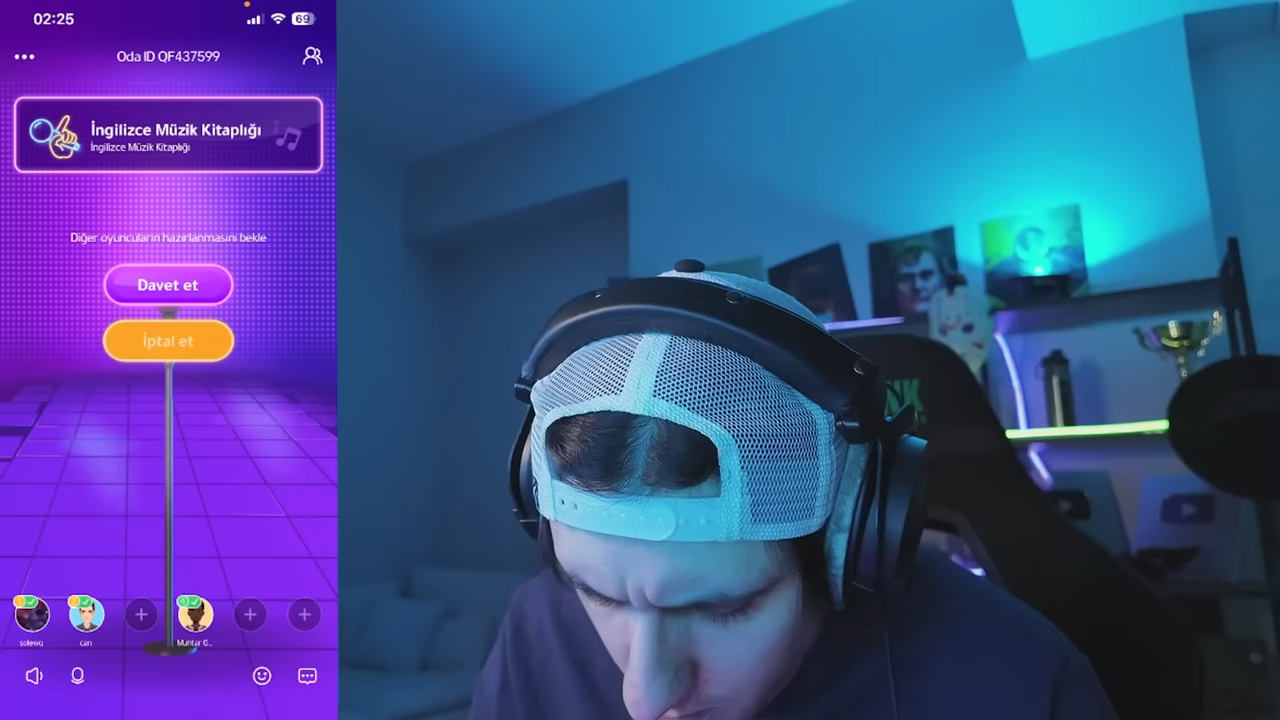 02:25
69
Oda ID QF437599
İngilizce Müzik Kitaplığı
İngilizce Müzik Kitaplığı
Diğer oyuncuların hazırlanmasını bekle
Davet et
İptal et
solewq
can
Muhtar G...